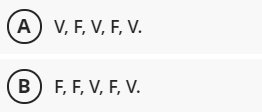 A V, F, V, F, V.
B F, F, V, F, V.